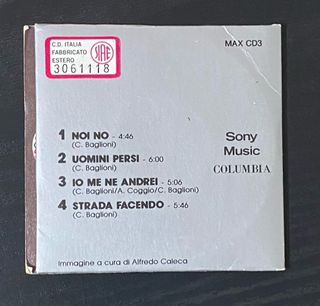 C.D. ITALIA
FABBRICATO
ESTERO
3061118
SIAE
MAX CD3
1 NOI NO - 4:46
(C. Baglioni)
2 UOMINI PERSI - 6:00
(C. Baglioni)
3 IO ME NE ANDREI - 5:06
(C. Baglioni/A. Coggio/C. Baglioni)
4 STRADA FACENDO - 5:46
(C. Baglioni)
Sony
Music
COLUMBIA
Immagine a cura di Alfredo Caleca